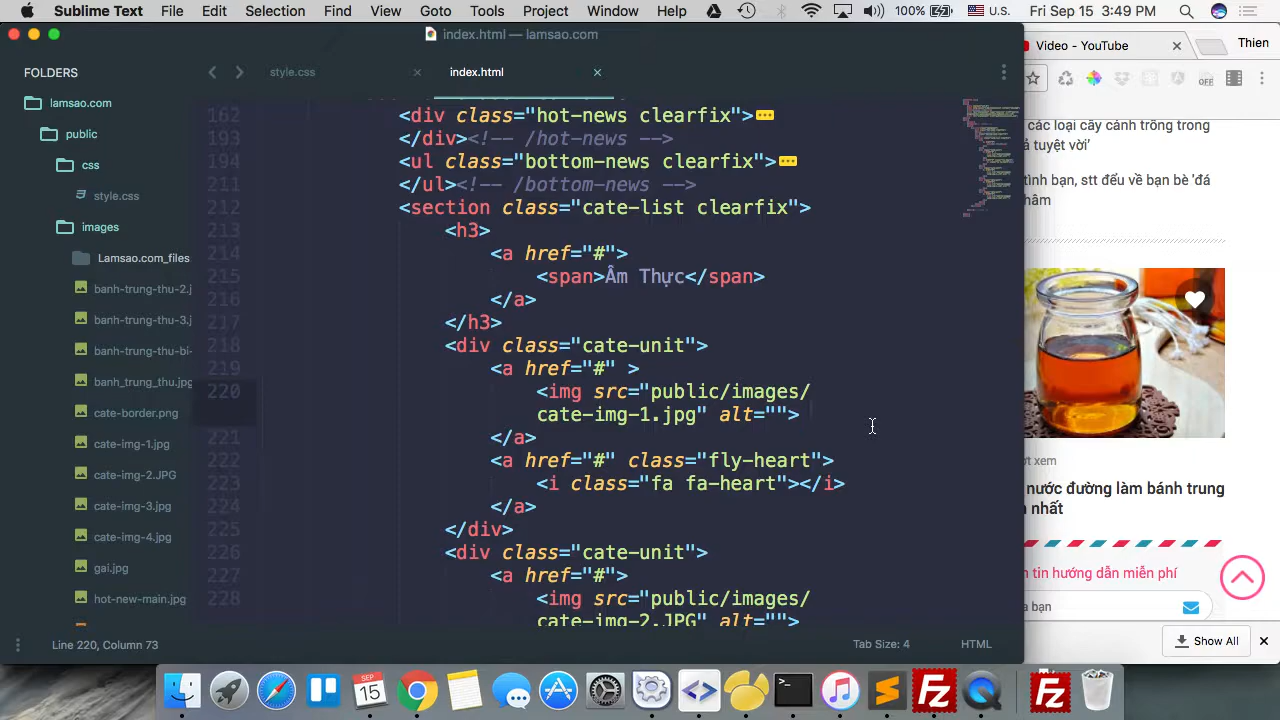 Sublime Text File Edit Selection Find View Goto Tools Project Window Help 100% U.S. Fri Sep 15 3:49 PM
index.html — lamsao.com
Video - YouTube Thien
FOLDERS
style.css index.html
OFF
lamsao.com
public
css
style.css
images
Lamsao.com_files
banh-trung-thu-2.j
banh-trung-thu-3.j
banh-trung-thu-bi-
banh_trung_thu.jpg
cate-border.png
cate-img-1.jpg
cate-img-2.JPG
cate-img-3.jpg
cate-img-4.jpg
gai.jpg
hot-new-main.jpg
162 <div class="hot-news clearfix">
193 </div><!-- /hot-news -->
194 <ul class="bottom-news clearfix">
211 </ul><!-- /bottom-news -->
212 <section class="cate-list clearfix">
213 <h3>
214 <a href="#">
215 <span>Ẩm Thực</span>
216 </a>
217 </h3>
218 <div class="cate-unit">
219 <a href="#" >
220 <img src="public/images/
cate-img-1.jpg" alt="">
221 </a>
222 <a href="#" class="fly-heart">
223 <i class="fa fa-heart"></i>
224 </a>
225 </div>
226 <div class="cate-unit">
227 <a href="#">
228 <img src="public/images/
cate-img-2.JPG" alt="">
các loại cây cảnh trồng trong
ả tuyệt vời'
tình bạn, stt đểu về bạn bè 'đá
hâm
ợt xem
nước đường làm bánh trung
n nhất
n tin hướng dẫn miễn phí
a bạn
Show All
Line 220, Column 73 Tab Size: 4 HTML
SEP
15